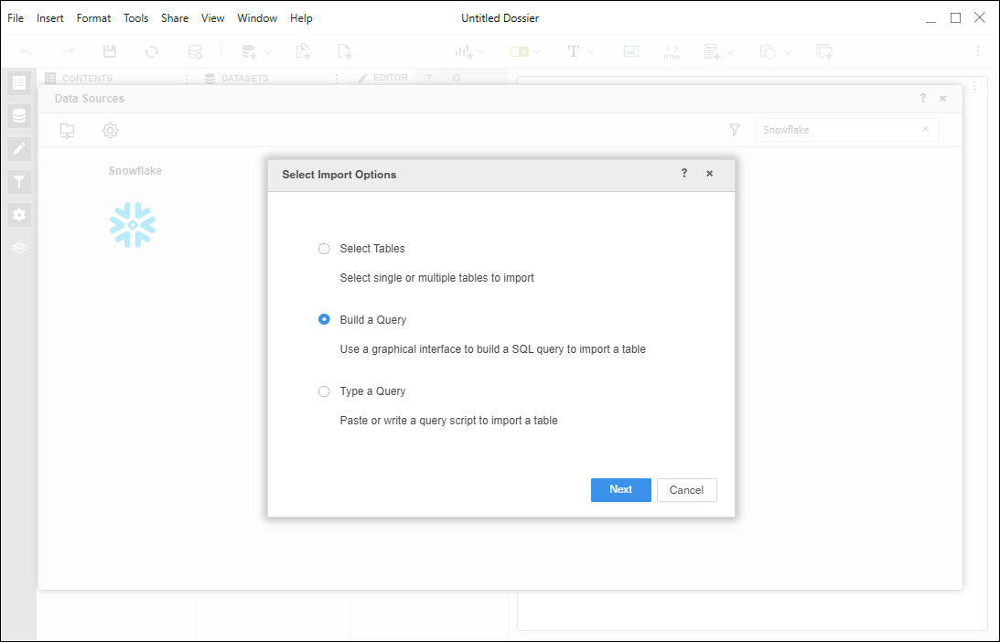 File Insert Format Tools Share View Window Help Untitled Dossier
T HTML
CONTENTS DATASETS EDITOR
Data Sources ?
Snowflake
Snowflake
Select Import Options ?
Select Tables
Select single or multiple tables to import
Build a Query
Use a graphical interface to build a SQL query to import a table
Type a Query
Paste or write a query script to import a table
Next Cancel